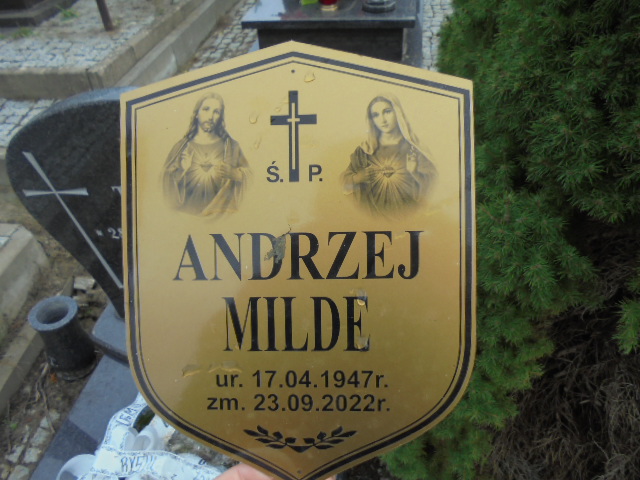 Ś. P.
ANDRZEJ
MILDE
ur. 17.04.1947r.
zm. 23.09.2022r.